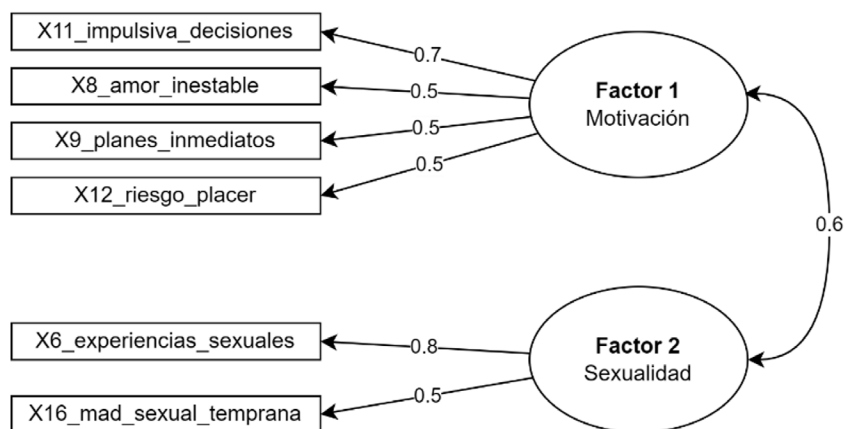 X11_impulsiva_decisiones
0.7
X8_amor_inestable
0.5
X9_planes_inmediatos
0.5
X12_riesgo_placer
0.5
Factor 1
Motivación
0.6
X6_experiencias_sexuales
0.8
X16_mad_sexual_temprana
0.5
Factor 2
Sexualidad